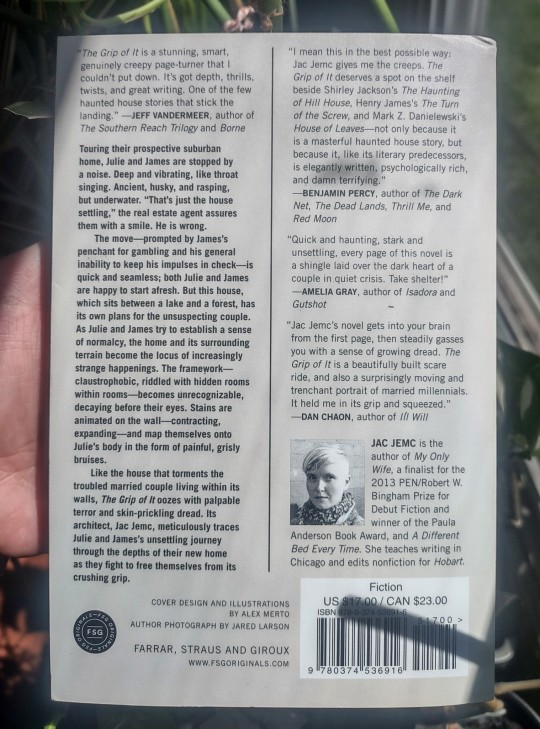 "The Grip of It is a stunning, smart,
genuinely creepy page-turner that I
couldn't put down. It's got depth, thrills,
twists, and great writing. One of the few
haunted house stories that stick the
landing." —JEFF VANDERMEER, author of
The Southern Reach Trilogy and Borne
Touring their prospective suburban
home, Julie and James are stopped by
a noise. Deep and vibrating, like throat
singing. Ancient, husky, and rasping,
but underwater. "That's just the house
settling," the real estate agent assures
them with a smile. He is wrong.
The move—prompted by James's
penchant for gambling and his general
inability to keep his impulses in check—is
quick and seamless; both Julie and James
are happy to start afresh. But this house,
which sits between a lake and a forest, has
its own plans for the unsuspecting couple.
As Julie and James try to establish a sense
of normalcy, the home and its surrounding
terrain become the locus of increasingly
strange happenings. The framework—
claustrophobic, riddled with hidden rooms
within rooms—becomes unrecognizable,
decaying before their eyes. Stains are
animated on the wall—contracting,
expanding—and map themselves onto
Julie's body in the form of painful, grisly
bruises.
Like the house that torments the
troubled married couple living within its
walls, The Grip of It oozes with palpable
terror and skin-prickling dread. Its
architect, Jac Jemc, meticulously traces
Julie and James's unsettling journey
through the depths of their new home
as they fight to free themselves from its
crushing grip.
"I mean this in the best possible way:
Jac Jemc gives me the creeps. The
Grip of It deserves a spot on the shelf
beside Shirley Jackson's The Haunting
of Hill House, Henry James's The Turn
of the Screw, and Mark Z. Danielewski's
House of Leaves—not only because it
is a masterful haunted house story, but
because it, like its literary predecessors,
is elegantly written, psychologically rich,
and damn terrifying."
—BENJAMIN PERCY, author of The Dark
Net, The Dead Lands, Thrill Me, and
Red Moon
"Quick and haunting, stark and
unsettling, every page of this novel is
a shingle laid over the dark heart of a
couple in quiet crisis. Take shelter!"
—AMELIA GRAY, author of Isadora and
Gutshot
"Jac Jemc's novel gets into your brain
from the first page, then steadily gasses
you with a sense of growing dread. The
Grip of It is a beautifully built scare
ride, and also a surprisingly moving and
trenchant portrait of married millennials.
It held me in its grip and squeezed."
—DAN CHAON, author of Ill Will
JAC JEMC is the
author of My Only
Wife, a finalist for the
2013 PEN/Robert W.
Bingham Prize for
Debut Fiction and
winner of the Paula
Anderson Book Award, and A Different
Bed Every Time. She teaches writing in
Chicago and edits nonfiction for Hobart.
COVER DESIGN AND ILLUSTRATIONS
BY ALEX MERTO
AUTHOR PHOTOGRAPH BY JARED LARSON
FSG
FARRAR, STRAUS AND GIROUX
WWW.FSGORIGINALS.COM
Fiction
US $17.00 / CAN $23.00
ISBN 978-0-374-53691-6
51700 >
9 780374 536916